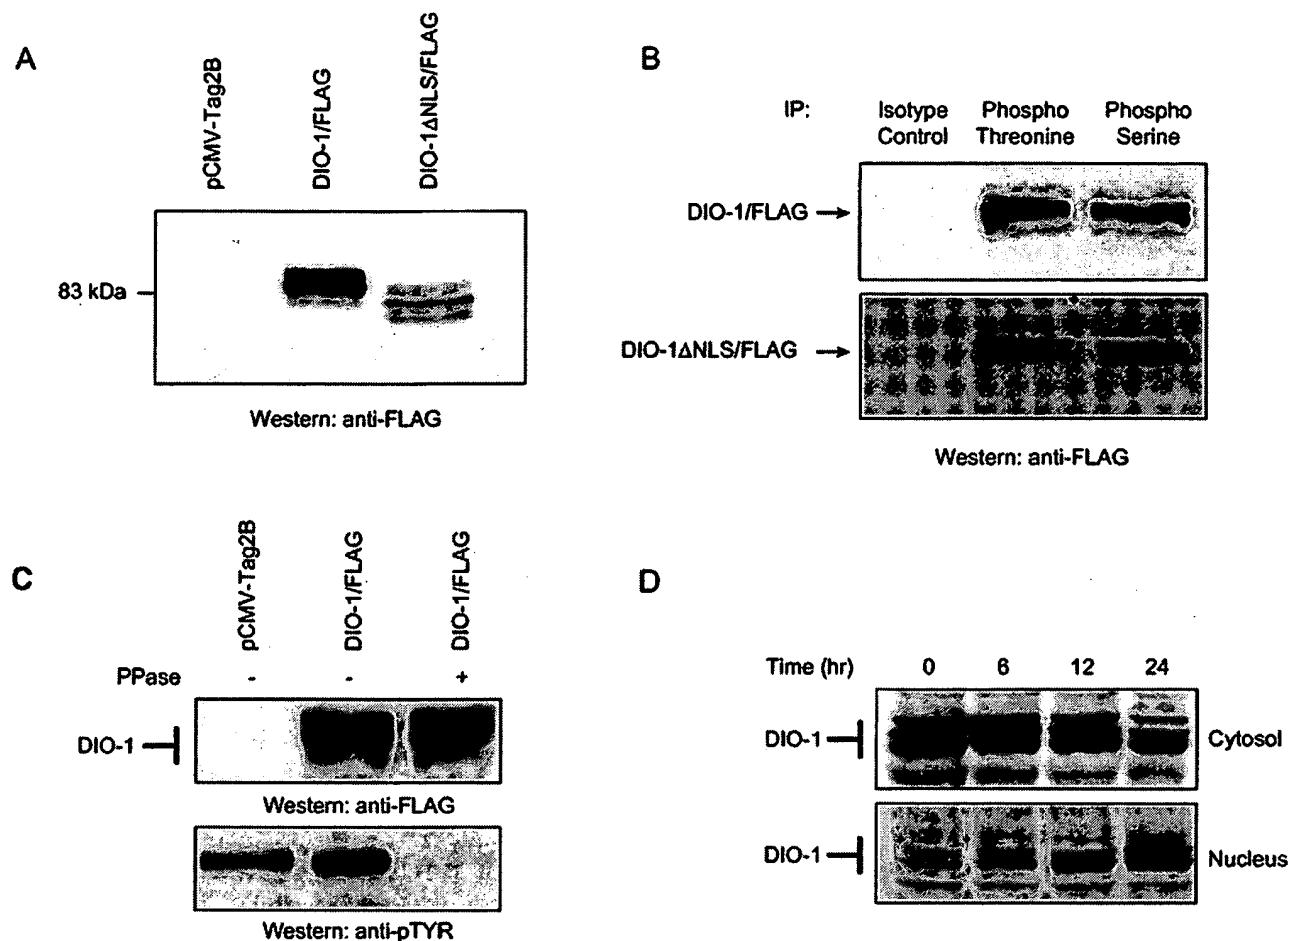 A
pCMV-Tag2B
DIO-1/FLAG
DIO-1ΔNLS/FLAG
83 kDa
Western: anti-FLAG
B
IP: Isotype Control Phospho Threonine Phospho Serine
DIO-1/FLAG
DIO-1ΔNLS/FLAG
Western: anti-FLAG
C
pCMV-Tag2B
DIO-1/FLAG
DIO-1/FLAG
PPase - - +
DIO-1
Western: anti-FLAG
Western: anti-pTYR
D
Time (hr) 0 6 12 24
DIO-1 Cytosol
DIO-1 Nucleus